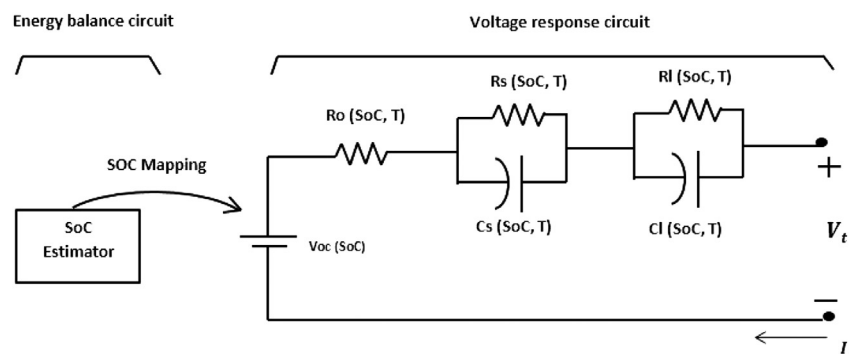 Energy balance circuit
Voltage response circuit
Rs (SoC, T)
Rl (SoC, T)
Ro (SoC, T)
SOC Mapping
SoC
Estimator
Voc (SoC)
Cs (SoC, T)
Cl (SoC, T)
+
Vt
−
I